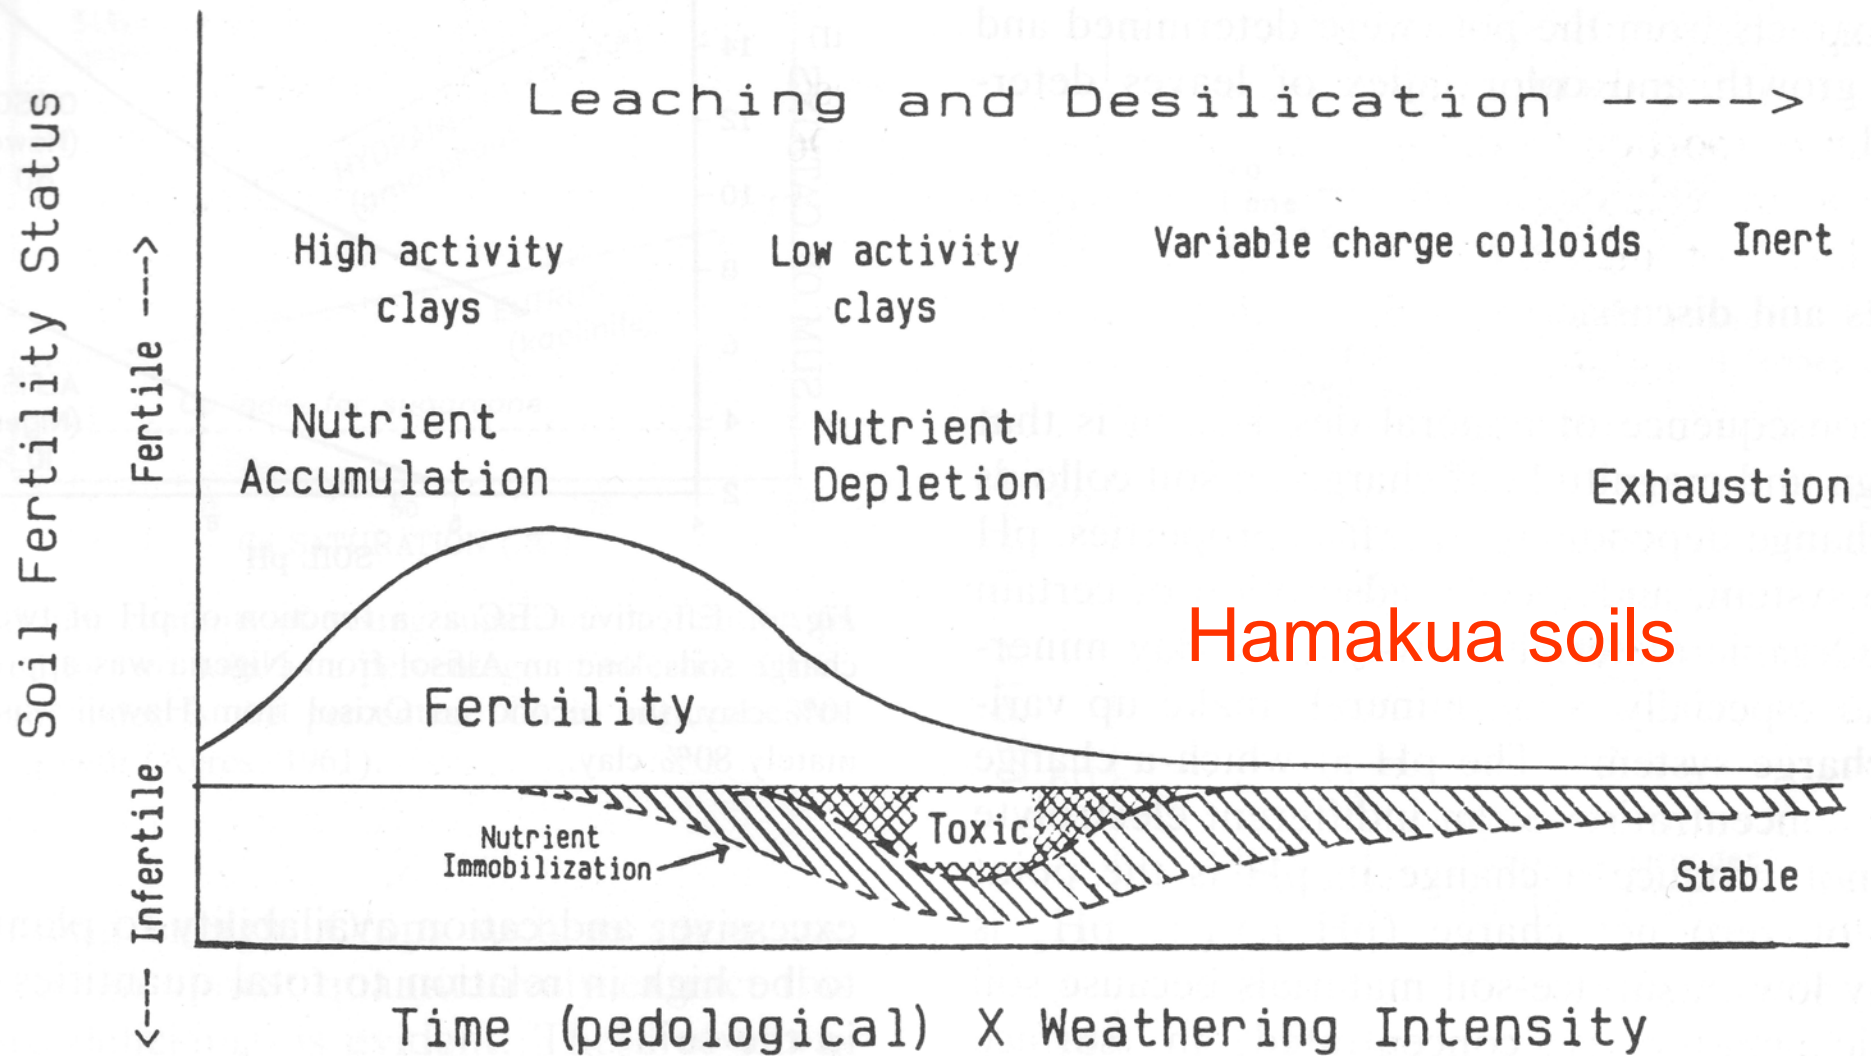 Leaching and Desilication ---->
Soil Fertility Status
Fertile --->
<--- Infertile
High activity
clays
Low activity
clays
Variable charge colloids
Inert
Nutrient
Accumulation
Nutrient
Depletion
Exhaustion
Hamakua soils
Fertility
Toxic
Nutrient
Immobilization
Stable
Time (pedological) X Weathering Intensity